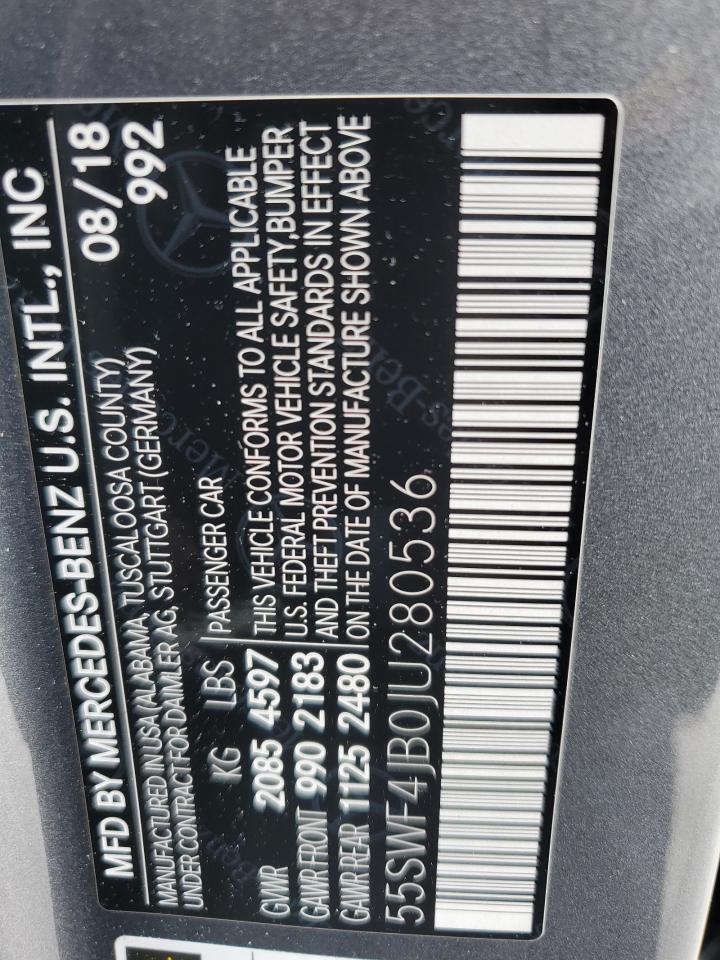 MFD BY MERCEDES-BENZ U.S. INTL., INC
MANUFACTURED IN USA (ALABAMA, TUSCALOOSA COUNTY) 08/18
UNDER CONTRACT FOR DAIMLER AG, STUTTGART (GERMANY) 992
KG LBS PASSENGER CAR
GVWR 2085 4597 THIS VEHICLE CONFORMS TO ALL APPLICABLE
GAWR FRONT 990 2183 U.S. FEDERAL MOTOR VEHICLE SAFETY, BUMPER
GAWR REAR 1125 2480 AND THEFT PREVENTION STANDARDS IN EFFECT
ON THE DATE OF MANUFACTURE SHOWN ABOVE
55SWF4JB0JU280536